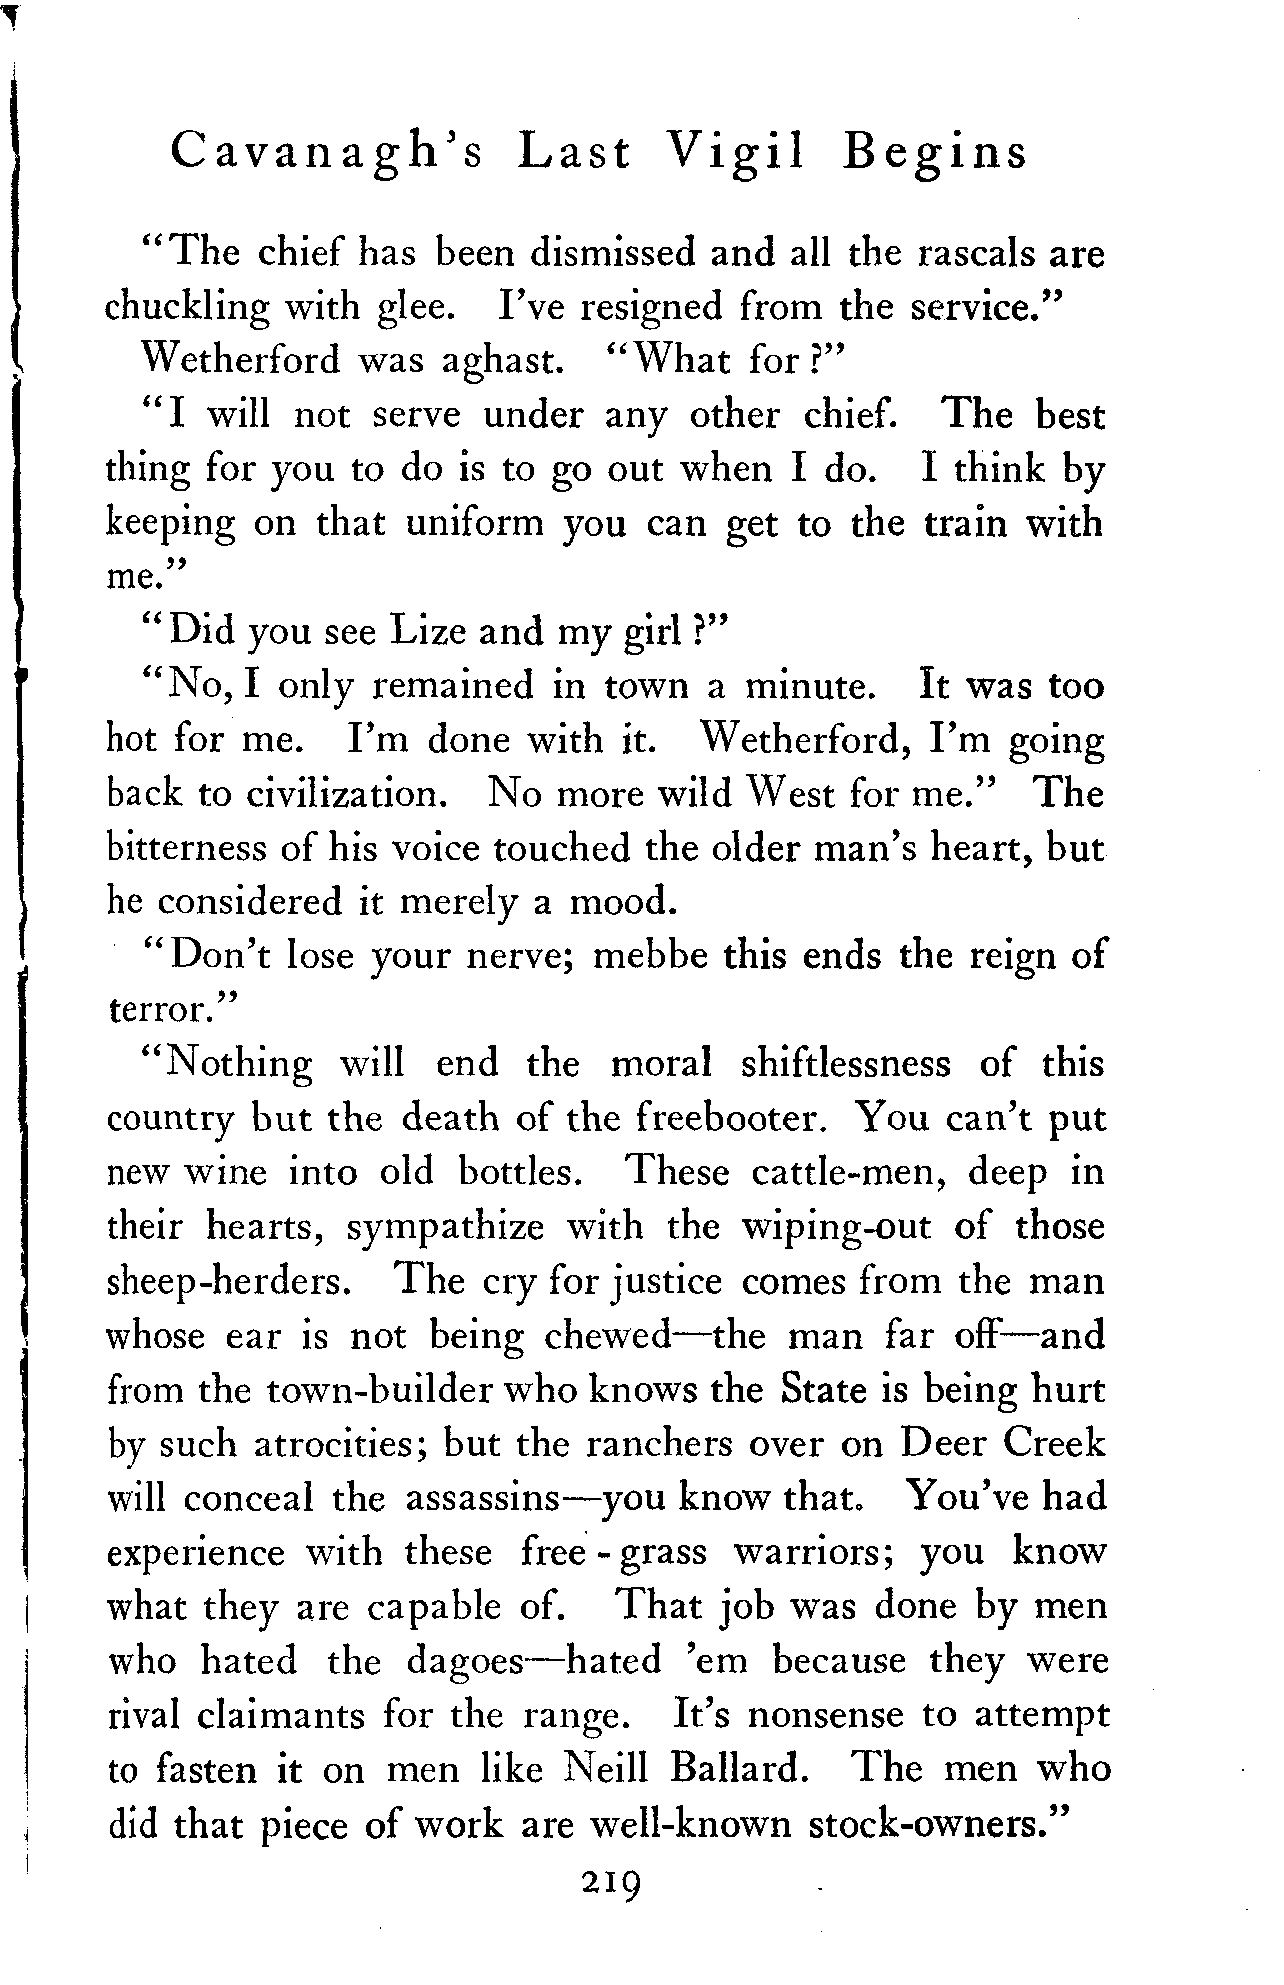 Cavanagh's Last Vigil Begins
"The chief has been dismissed and all the rascals are
chuckling with glee. I've resigned from the service."
Wetherford was aghast. "What for?"
"I will not serve under any other chief. The best
thing for you to do is to go out when I do. I think by
keeping on that uniform you can get to the train with
me."
"Did you see Lize and my girl?"
"No, I only remained in town a minute. It was too
hot for me. I'm done with it. Wetherford, I'm going
back to civilization. No more wild West for me." The
bitterness of his voice touched the older man's heart, but
he considered it merely a mood.
"Don't lose your nerve; mebbe this ends the reign of
terror."
"Nothing will end the moral shiftlessness of this
country but the death of the freebooter. You can't put
new wine into old bottles. These cattle-men, deep in
their hearts, sympathize with the wiping-out of those
sheep-herders. The cry for justice comes from the man
whose ear is not being chewed—the man far off—and
from the town-builder who knows the State is being hurt
by such atrocities; but the ranchers over on Deer Creek
will conceal the assassins—you know that. You've had
experience with these free-grass warriors; you know
what they are capable of. That job was done by men
who hated the dagoes—hated 'em because they were
rival claimants for the range. It's nonsense to attempt
to fasten it on men like Neill Ballard. The men who
did that piece of work are well-known stock-owners."
219